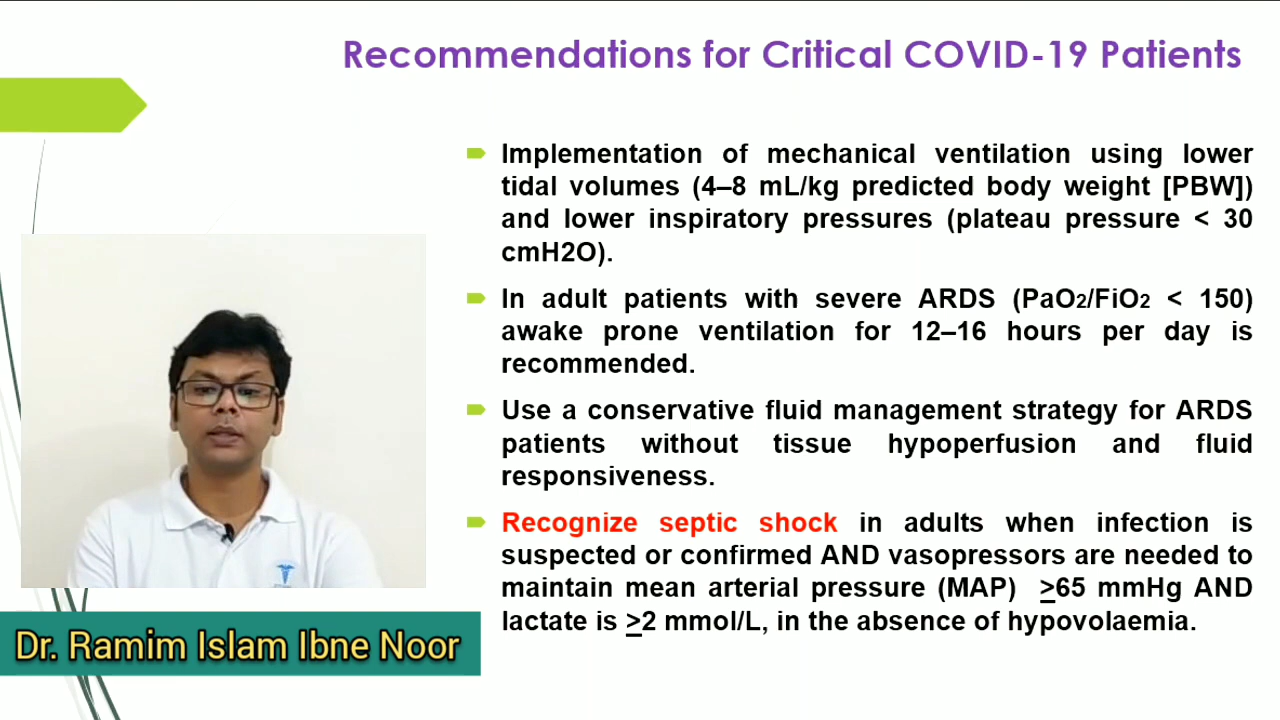 Recommendations for Critical COVID-19 Patients
Implementation of mechanical ventilation using lower
tidal volumes (4–8 mL/kg predicted body weight [PBW])
and lower inspiratory pressures (plateau pressure < 30
cmH2O).
In adult patients with severe ARDS (PaO2/FiO2 < 150)
awake prone ventilation for 12–16 hours per day is
recommended.
Use a conservative fluid management strategy for ARDS
patients without tissue hypoperfusion and fluid
responsiveness.
Recognize septic shock in adults when infection is
suspected or confirmed AND vasopressors are needed to
maintain mean arterial pressure (MAP) ≥65 mmHg AND
lactate is ≥2 mmol/L, in the absence of hypovolaemia.
Dr. Ramim Islam Ibne Noor